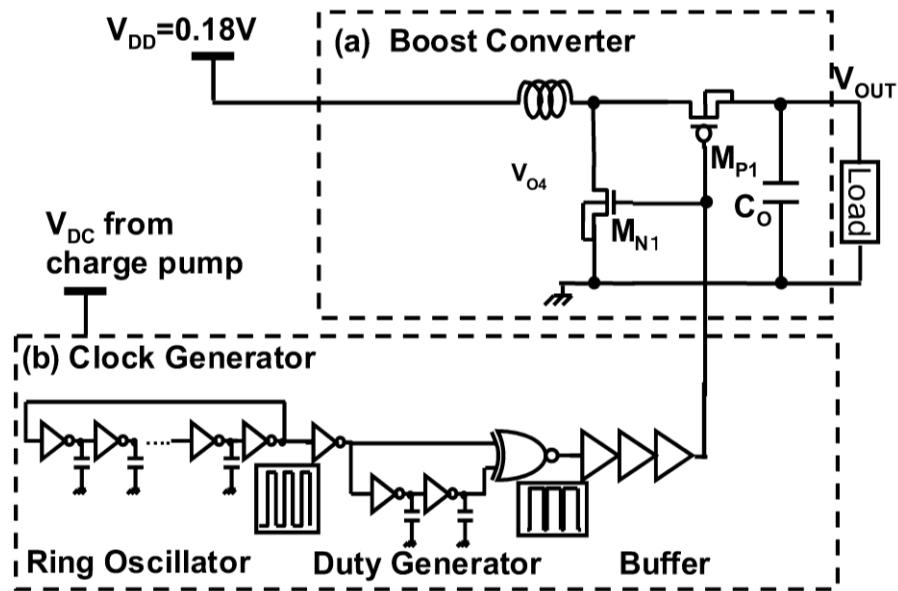 V_DD=0.18V
(a) Boost Converter
V_OUT
M_P1
V_O4
M_N1
C_O
Load
V_DC from
charge pump
(b) Clock Generator
Ring Oscillator
Duty Generator
Buffer